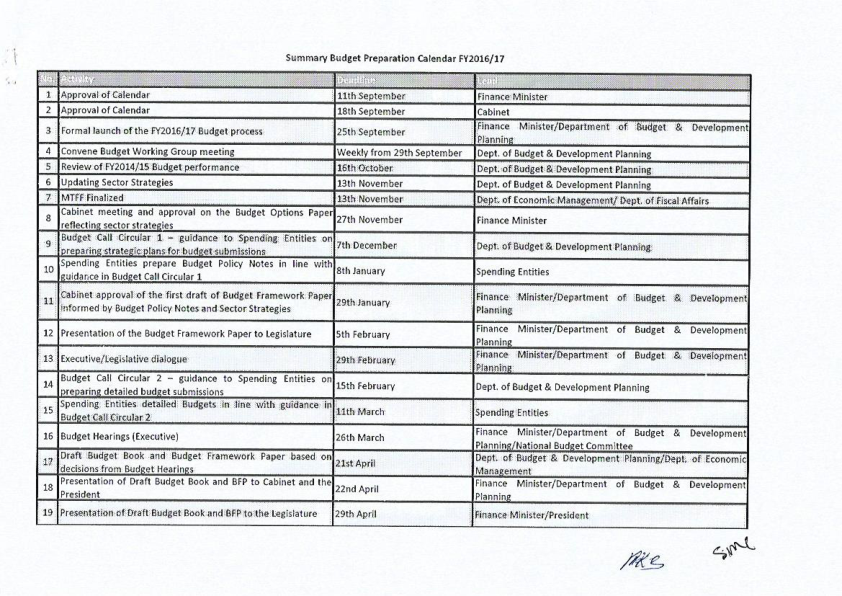 Summary Budget Preparation Calendar FY2016/17
No. Activity Deadline Lead
1 Approval of Calendar 11th September Finance Minister
2 Approval of Calendar 18th September Cabinet
3 Formal launch of the FY2016/17 Budget process 25th September Finance Minister/Department of Budget & Development
Planning
4 Convene Budget Working Group meeting Weekly from 29th September Dept. of Budget & Development Planning
5 Review of FY2014/15 Budget performance 16th October Dept. of Budget & Development Planning
6 Updating Sector Strategies 13th November Dept. of Budget & Development Planning
7 MTFF Finalized 13th November Dept. of Economic Management/ Dept. of Fiscal Affairs
8 Cabinet meeting and approval on the Budget Options Paper
reflecting sector strategies 27th November Finance Minister
9 Budget Call Circular 1 – guidance to Spending Entities on
preparing strategic plans for budget submissions 7th December Dept. of Budget & Development Planning
10 Spending Entities prepare Budget Policy Notes in line with
guidance in Budget Call Circular 1 8th January Spending Entities
11 Cabinet approval of the first draft of Budget Framework Paper
informed by Budget Policy Notes and Sector Strategies 29th January Finance Minister/Department of Budget & Development
Planning
12 Presentation of the Budget Framework Paper to Legislature 5th February Finance Minister/Department of Budget & Development
Planning
13 Executive/Legislative dialogue 29th February Finance Minister/Department of Budget & Development
Planning
14 Budget Call Circular 2 – guidance to Spending Entities on
preparing detailed budget submissions 15th February Dept. of Budget & Development Planning
15 Spending Entities detailed Budgets in line with guidance in
Budget Call Circular 2 11th March Spending Entities
16 Budget Hearings (Executive) 26th March Finance Minister/Department of Budget & Development
Planning/National Budget Committee
17 Draft Budget Book and Budget Framework Paper based on
decisions from Budget Hearings 21st April Dept. of Budget & Development Planning/Dept. of Economic
Management
18 Presentation of Draft Budget Book and BFP to Cabinet and the
President 22nd April Finance Minister/Department of Budget & Development
Planning
19 Presentation of Draft Budget Book and BFP to the Legislature 29th April Finance Minister/President